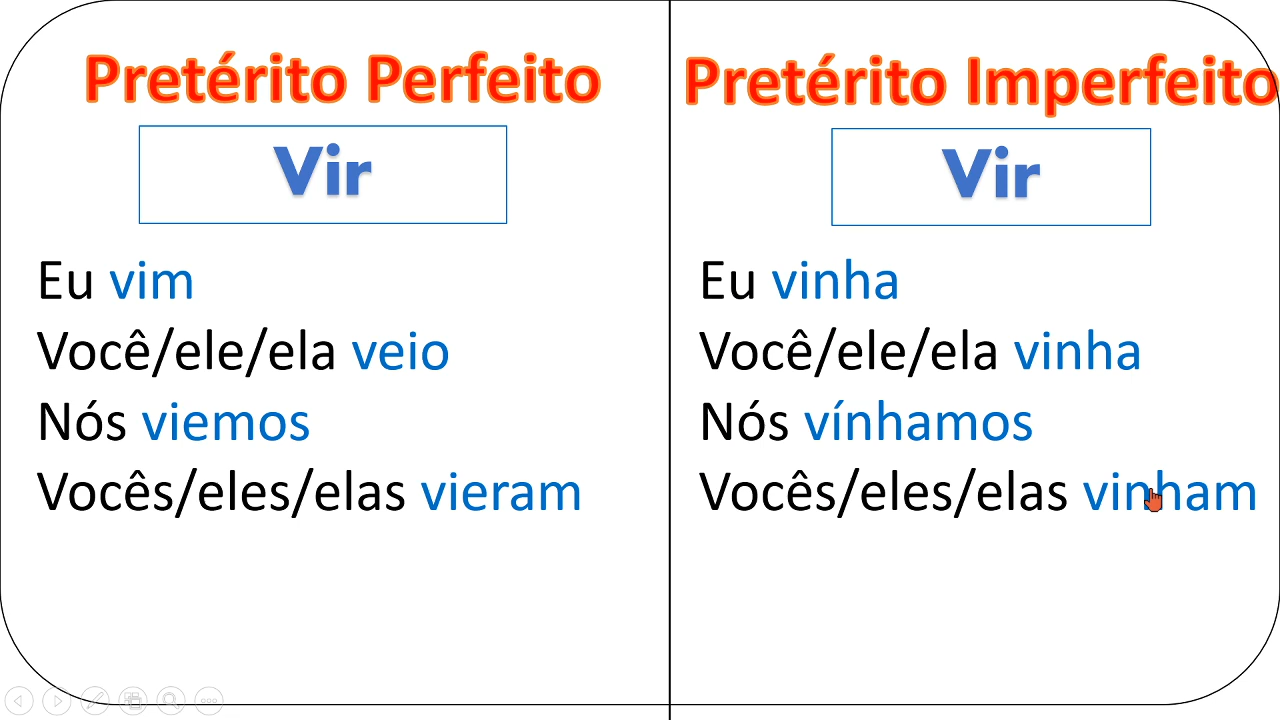 Pretérito Perfeito
Vir
Eu vim
Você/ele/ela veio
Nós viemos
Vocês/eles/elas vieram
Pretérito Imperfeito
Vir
Eu vinha
Você/ele/ela vinha
Nós vínhamos
Vocês/eles/elas vinham